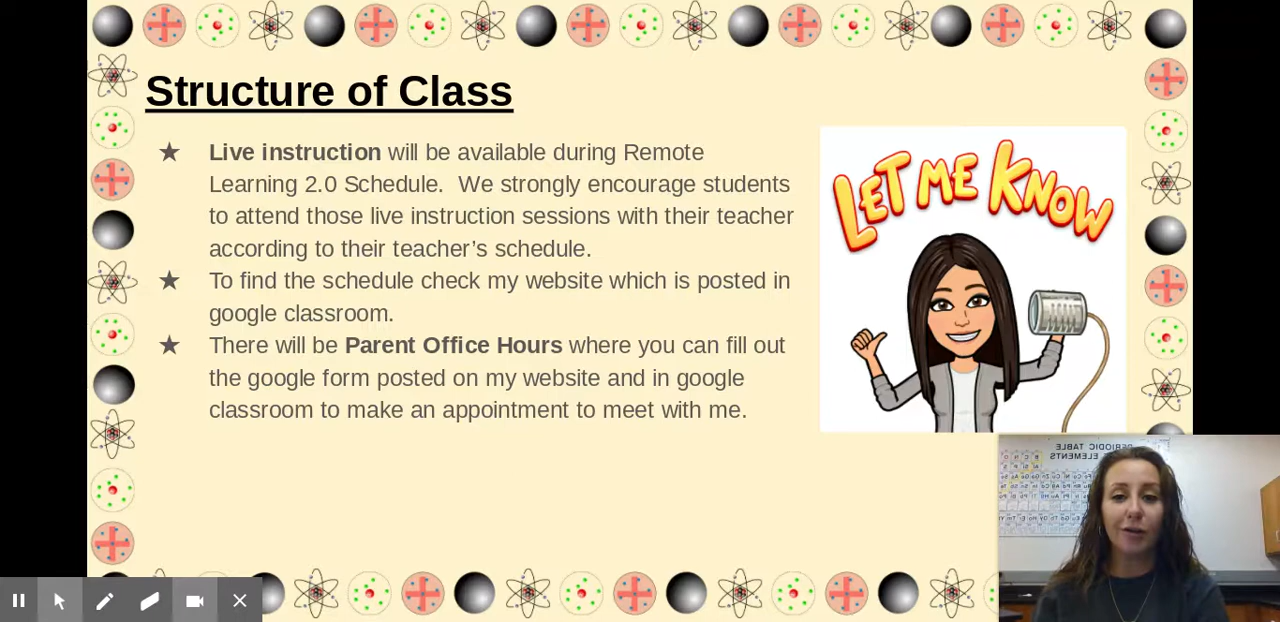 Structure of Class
★ Live instruction will be available during Remote
Learning 2.0 Schedule. We strongly encourage students
to attend those live instruction sessions with their teacher
according to their teacher’s schedule.
★ To find the schedule check my website which is posted in
google classroom.
★ There will be Parent Office Hours where you can fill out
the google form posted on my website and in google
classroom to make an appointment to meet with me.
LET ME KNOW
PERIODIC TABLE
ELEMENTS